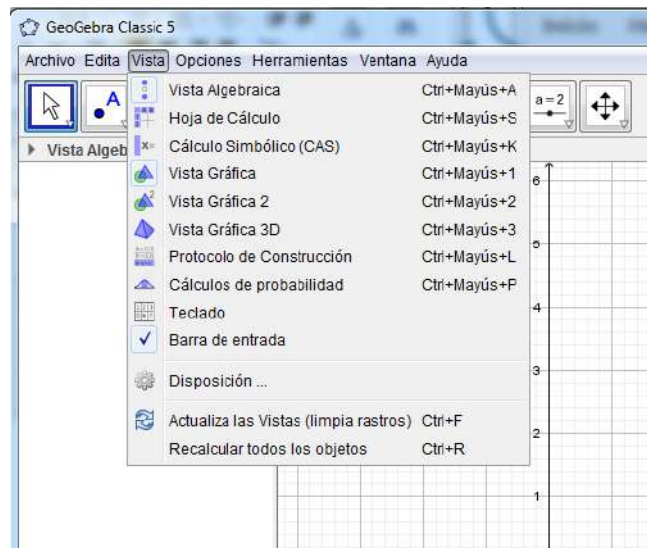 GeoGebra Classic 5
Archivo Edita Vista Opciones Herramientas Ventana Ayuda
A
a=2
Vista Algeb
Vista Algebraica Ctrl+Mayús+A
Hoja de Cálculo Ctrl+Mayús+S
x= Cálculo Simbólico (CAS) Ctrl+Mayús+K
Vista Gráfica Ctrl+Mayús+1
2 Vista Gráfica 2 Ctrl+Mayús+2
Vista Gráfica 3D Ctrl+Mayús+3
Protocolo de Construcción Ctrl+Mayús+L
Cálculos de probabilidad Ctrl+Mayús+P
Teclado
Barra de entrada
Disposición ...
Actualiza las Vistas (limpia rastros) Ctrl+F
Recalcular todos los objetos Ctrl+R
6
5
4
3
2
1